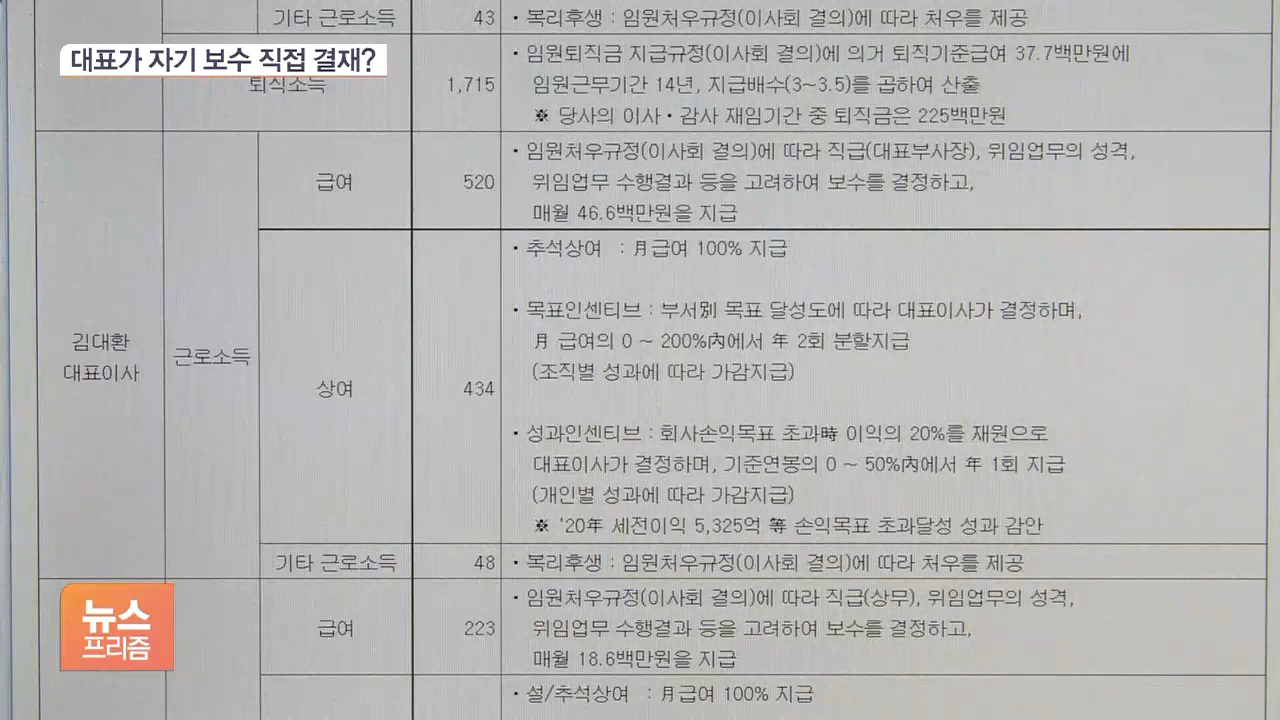 기타 근로소득 43 · 복리후생 : 임원처우규정(이사회 결의)에 따라 처우를 제공
대표가 자기 보수 직접 결재?
퇴직소득 1,715
· 임원퇴직금 지급규정(이사회 결의)에 의거 퇴직기준급여 37.7백만원에
임원근무기간 14년, 지급배수(3~3.5)를 곱하여 산출
※ 당사의 이사·감사 재임기간 중 퇴직금은 225백만원
김대환
대표이사
근로소득
급여 520
· 임원처우규정(이사회 결의)에 따라 직급(대표부사장), 위임업무의 성격,
위임업무 수행결과 등을 고려하여 보수를 결정하고,
매월 46.6백만원을 지급
상여 434
· 추석상여 : 月급여 100% 지급
· 목표인센티브 : 부서別 목표 달성도에 따라 대표이사가 결정하며,
月 급여의 0 ~ 200%內에서 年 2회 분할지급
(조직별 성과에 따라 가감지급)
· 성과인센티브 : 회사손익목표 초과時 이익의 20%를 재원으로
대표이사가 결정하며, 기준연봉의 0 ~ 50%內에서 年 1회 지급
(개인별 성과에 따라 가감지급)
※ '20年 세전이익 5,325억 等 손익목표 초과달성 성과 감안
기타 근로소득 48 · 복리후생 : 임원처우규정(이사회 결의)에 따라 처우를 제공
급여 223
· 임원처우규정(이사회 결의)에 따라 직급(상무), 위임업무의 성격,
위임업무 수행결과 등을 고려하여 보수를 결정하고,
매월 18.6백만원을 지급
· 설/추석상여 : 月급여 100% 지급
뉴스
프리즘